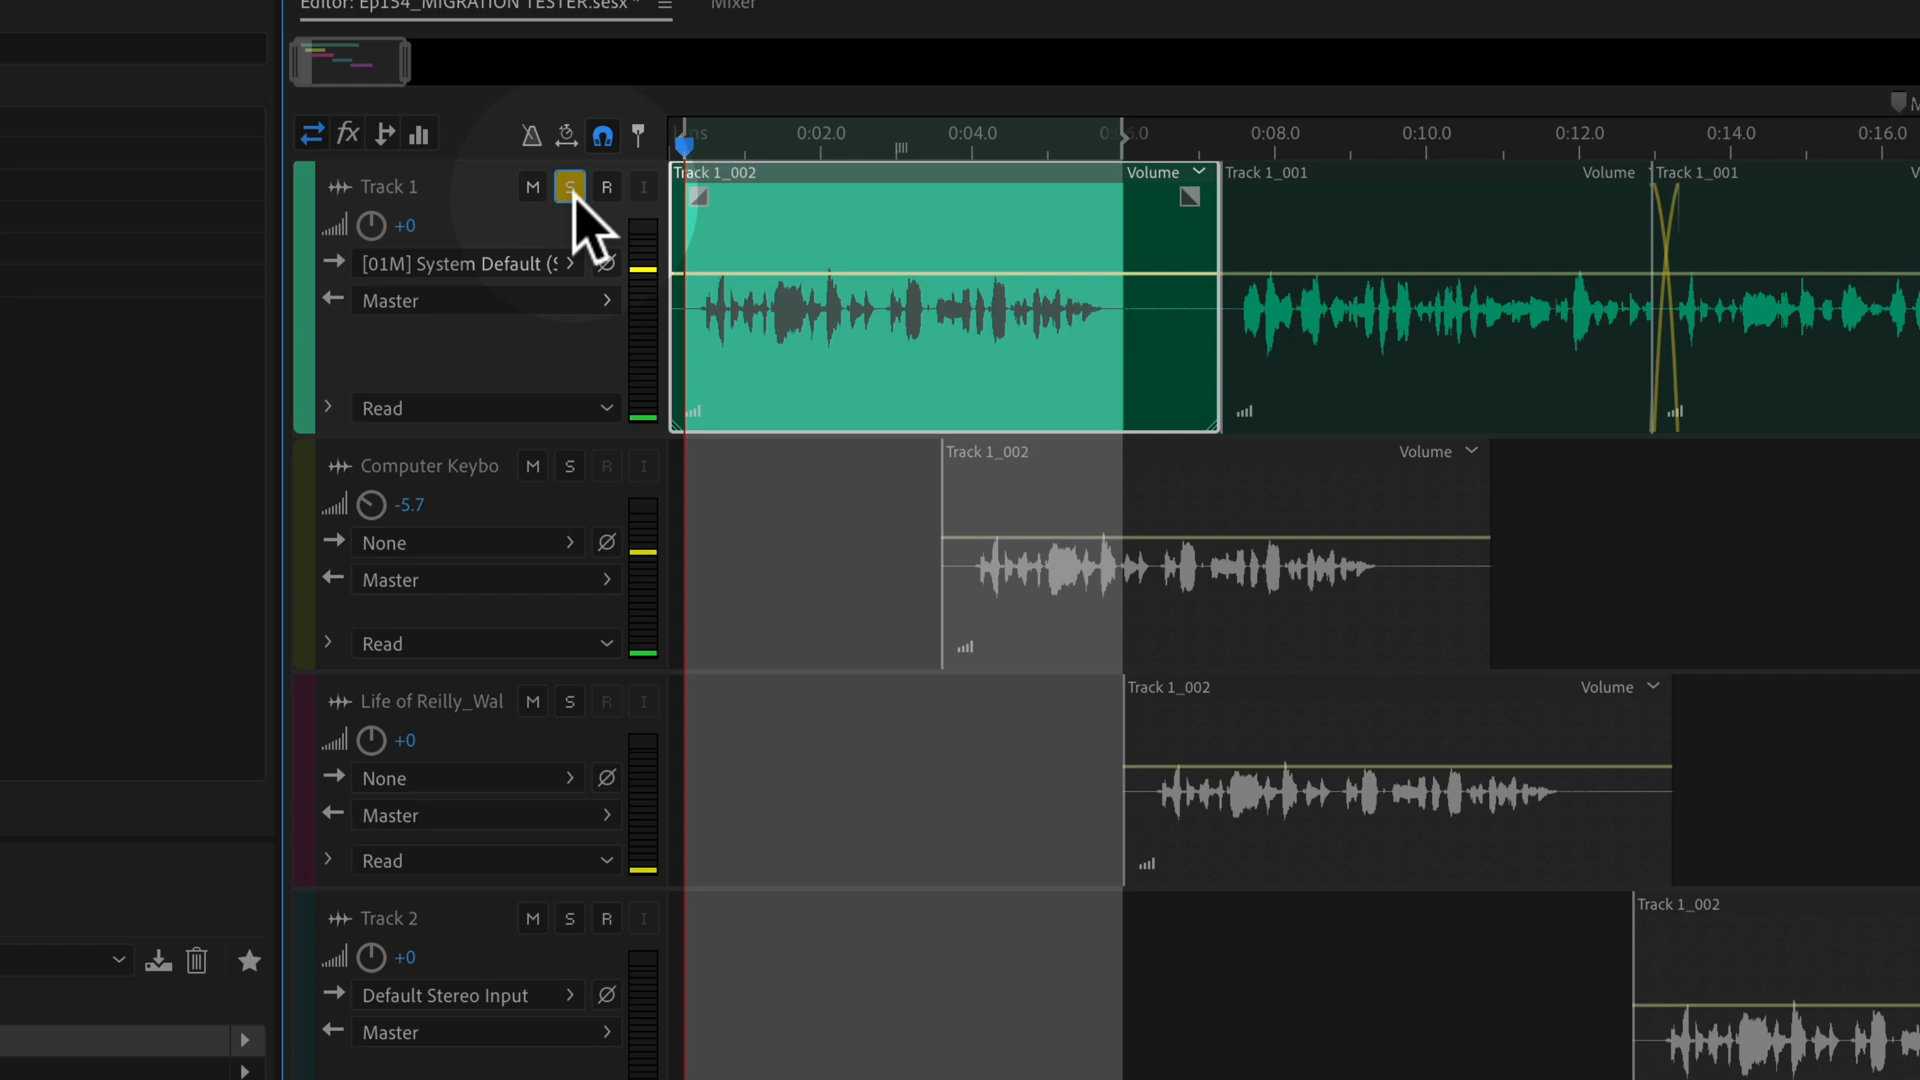 Editor: Ep154_MIGRATION TESTER.sesx *
Mixer
fx
0:02.0 0:04.0 0:08.0 0:10.0 0:12.0 0:14.0 0:16.0
Track 1 M S R I
+0
[01M] System Default (S
Master
Read
Track 1_002 Volume
Track 1_001 Volume
Track 1_001
Computer Keybo M S R I
-5.7
None
Master
Read
Track 1_002 Volume
Life of Reilly_Wal M S R I
+0
None
Master
Read
Track 1_002 Volume
Track 2 M S R I
+0
Default Stereo Input
Master
Track 1_002